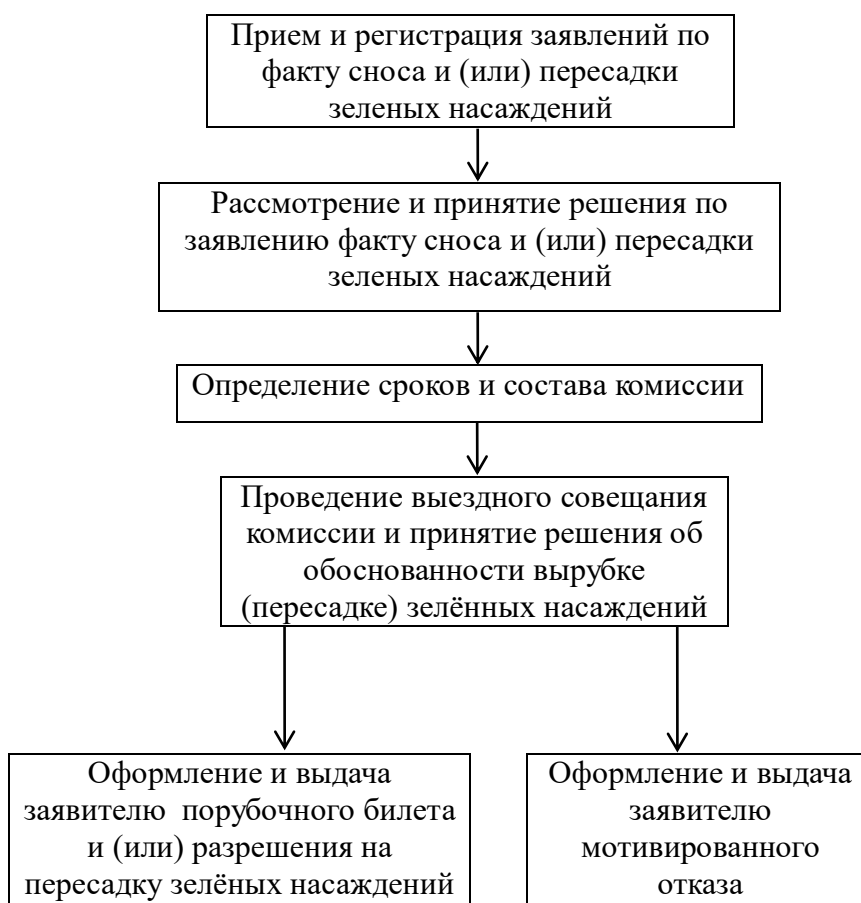 Прием и регистрация заявлений по
факту сноса и (или) пересадки
зеленых насаждений
Рассмотрение и принятие решения по
заявлению факту сноса и (или) пересадки
зеленых насаждений
Определение сроков и состава комиссии
Проведение выездного совещания
комиссии и принятие решения об
обоснованности вырубке
(пересадке) зелённых насаждений
Оформление и выдача
заявителю порубочного билета
и (или) разрешения на
пересадку зелёных насаждений
Оформление и выдача
заявителю
мотивированного
отказа